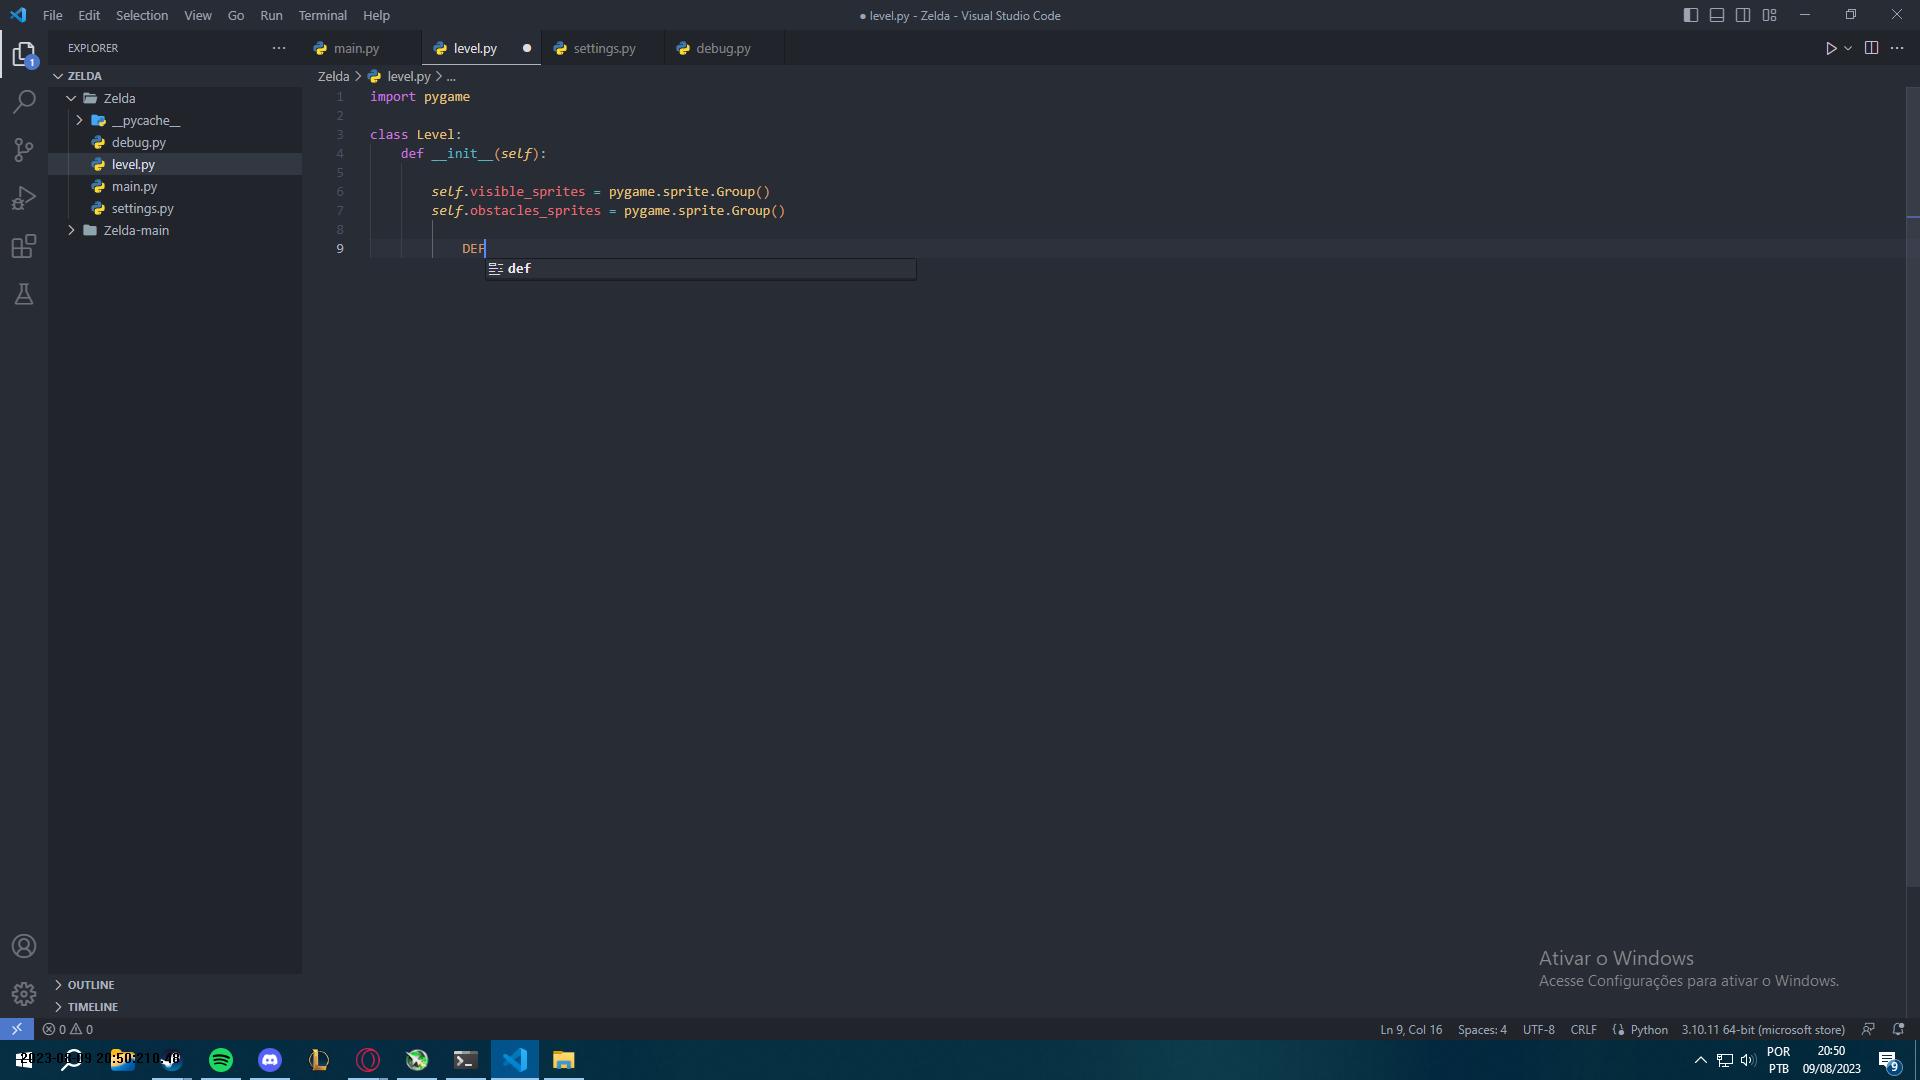 File Edit Selection View Go Run Terminal Help
● level.py - Zelda - Visual Studio Code
1
EXPLORER
main.py
level.py
settings.py
debug.py
ZELDA
Zelda > level.py > ...
Zelda
__pycache__
debug.py
level.py
main.py
settings.py
Zelda-main
1 import pygame
2
3 class Level:
4 def __init__(self):
5
6 self.visible_sprites = pygame.sprite.Group()
7 self.obstacles_sprites = pygame.sprite.Group()
8
9 DEF
def
Ativar o Windows
Acesse Configurações para ativar o Windows.
OUTLINE
TIMELINE
0 0
Ln 9, Col 16 Spaces: 4 UTF-8 CRLF Python 3.10.11 64-bit (microsoft store)
POR
PTB
20:50
09/08/2023
9